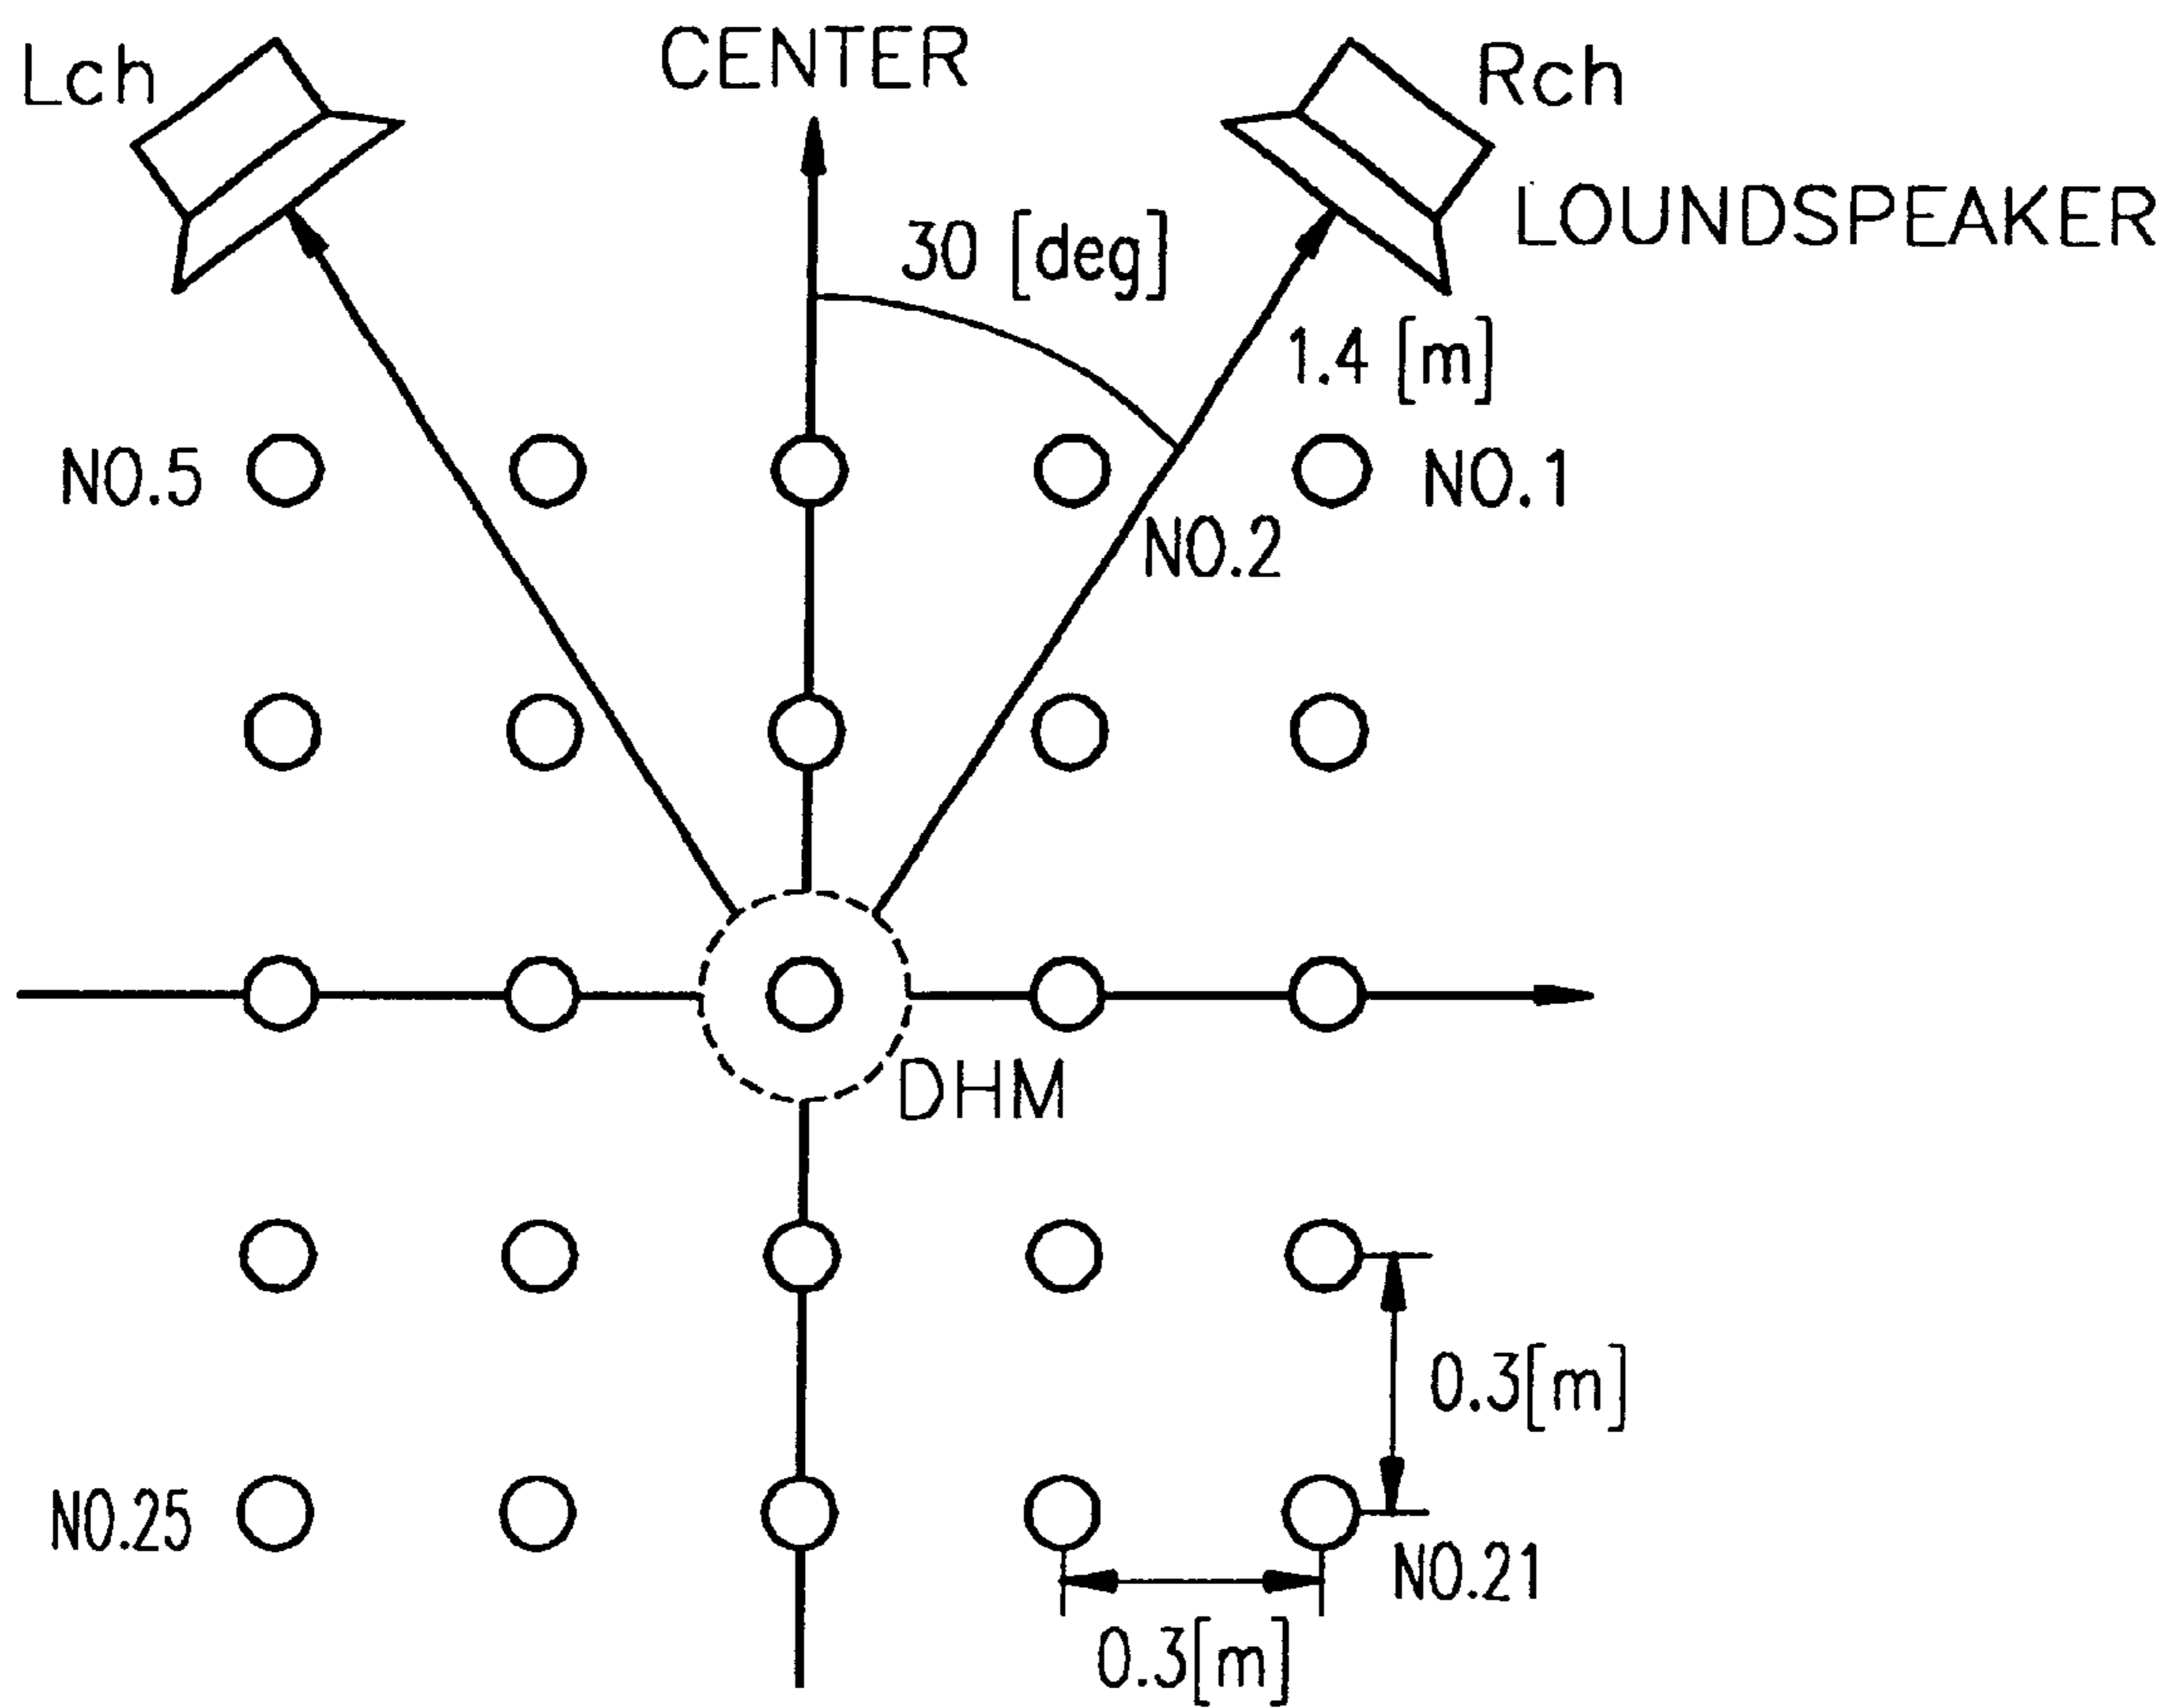 Lch
CENTER
Rch
LOUNDSPEAKER
30 [deg]
1.4 [m]
NO.5
NO.1
NO.2
DHM
0.3[m]
NO.25
NO.21
0.3[m]